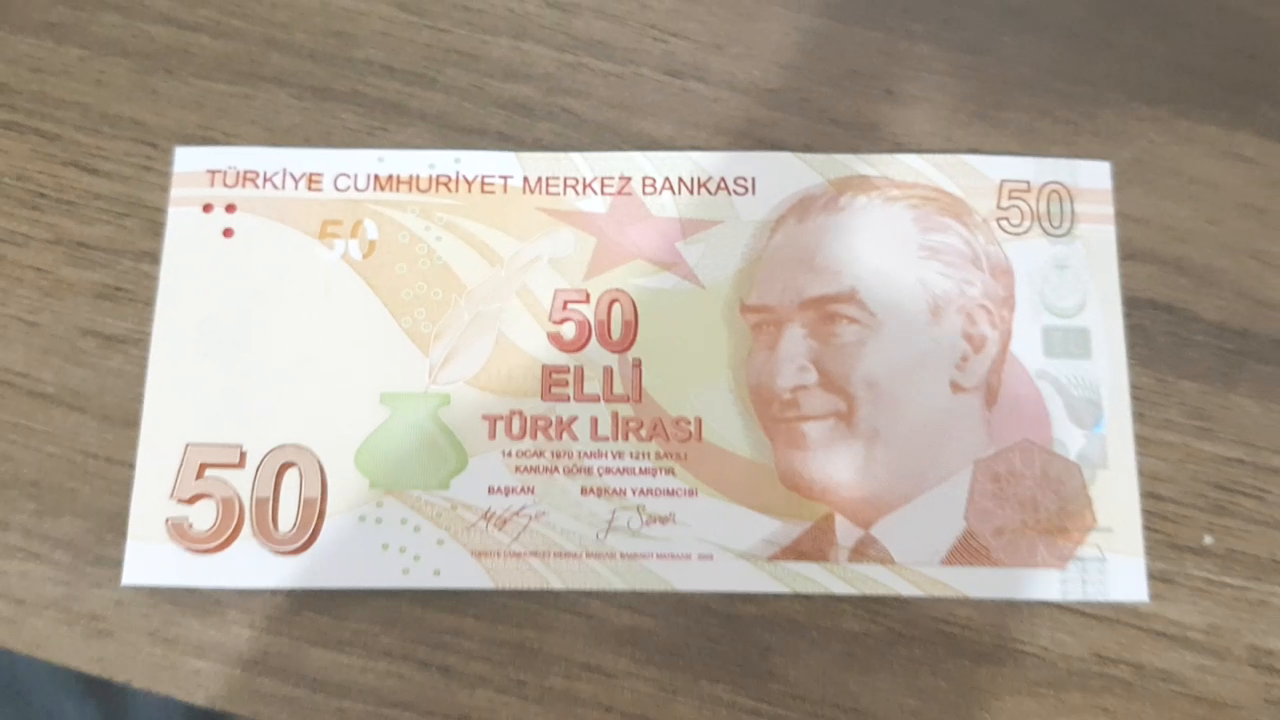 TÜRKİYE CUMHURİYET MERKEZ BANKASI
50
50
50
ELLİ
TÜRK LİRASI
14 OCAK 1970 TARİH VE 1211 SAYILI
KANUNA GÖRE ÇIKARILMIŞTIR.
BAŞKAN BAŞKAN YARDIMCISI
50